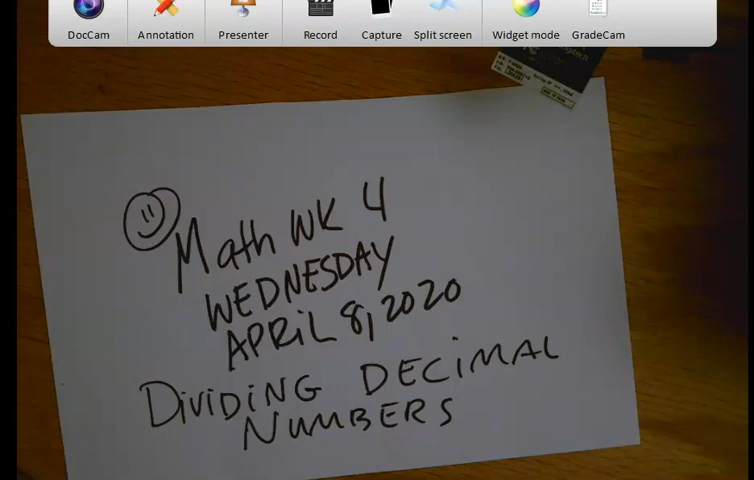 DocCam Annotation Presenter Record Capture Split screen Widget mode GradeCam
Math WK 4
WEDNESDAY
APRiL 8, 2020
DiViDiNG DECiMAL
NUMBERS